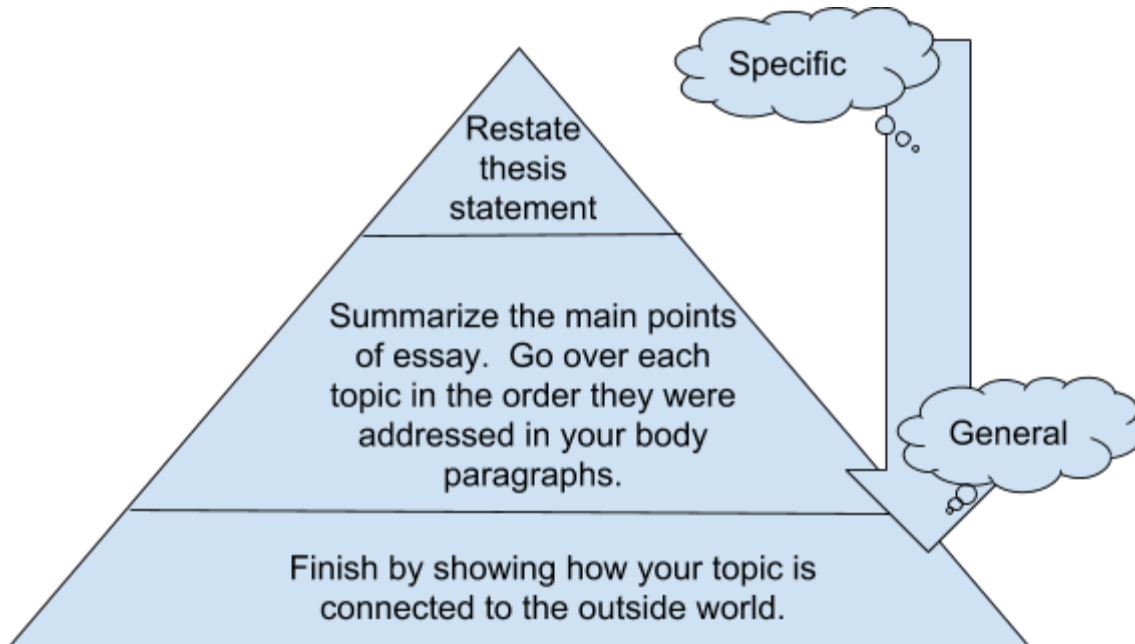 Specific
Restate
thesis
statement
Summarize the main points
of essay.  Go over each
topic in the order they were
addressed in your body
paragraphs.
General
Finish by showing how your topic is
connected to the outside world.